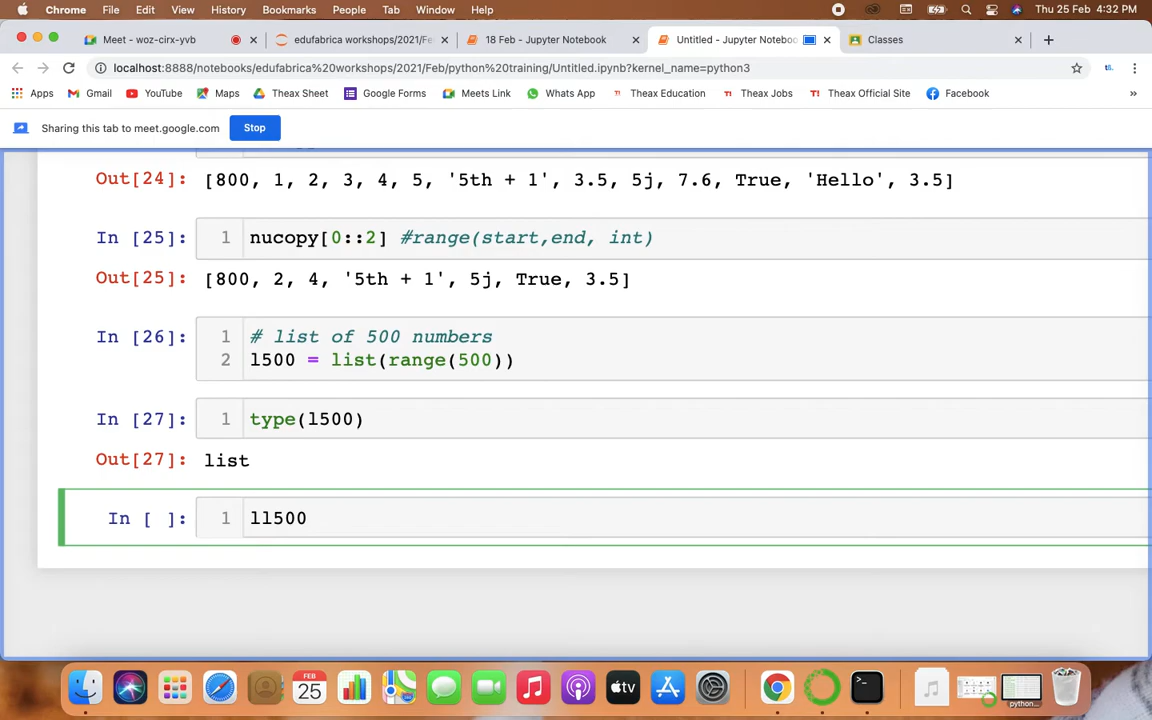 Chrome File Edit View History Bookmarks People Tab Window Help Thu 25 Feb 4:32 PM
Meet - woz-cirx-yvb edufabrica workshops/2021/Fe 18 Feb - Jupyter Notebook Untitled - Jupyter Noteboo Classes
localhost:8888/notebooks/edufabrica%20workshops/2021/Feb/python%20training/Untitled.ipynb?kernel_name=python3
Apps Gmail YouTube Maps Theax Sheet Google Forms Meets Link Whats App Theax Education Theax Jobs Theax Official Site Facebook »
Sharing this tab to meet.google.com Stop
Out[24]: [800, 1, 2, 3, 4, 5, '5th + 1', 3.5, 5j, 7.6, True, 'Hello', 3.5]
In [25]: 1 nucopy[0::2] #range(start,end, int)
Out[25]: [800, 2, 4, '5th + 1', 5j, True, 3.5]
In [26]: 1 # list of 500 numbers
2 l500 = list(range(500))
In [27]: 1 type(l500)
Out[27]: list
In [ ]: 1 ll500
FEB
25
tv
python...